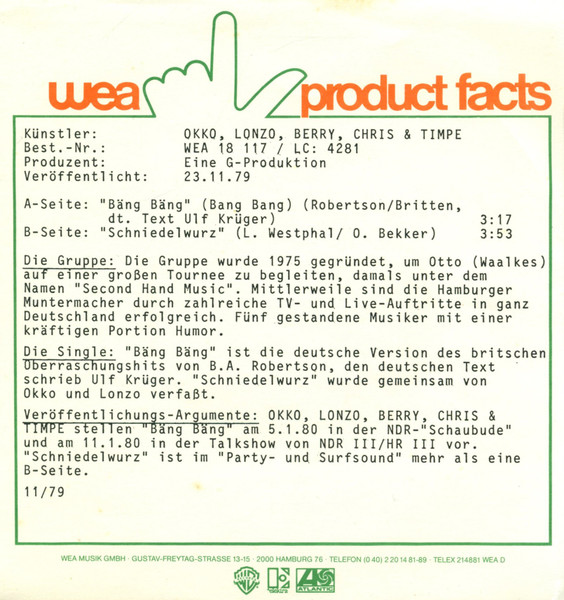 wea product facts
Künstler: OKKO, LONZO, BERRY, CHRIS & TIMPE
Best.-Nr.: WEA 18 117 / LC: 4281
Produzent: Eine G-Produktion
Veröffentlicht: 23.11.79
A-Seite: "Bäng Bäng" (Bang Bang) (Robertson/Britten,
dt. Text Ulf Krüger) 3:17
B-Seite: "Schniedelwurz" (L. Westphal/ O. Bekker) 3:53
Die Gruppe: Die Gruppe wurde 1975 gegründet, um Otto (Waalkes)
auf einer großen Tournee zu begleiten, damals unter dem
Namen "Second Hand Music". Mittlerweile sind die Hamburger
Muntermacher durch zahlreiche TV- und Live-Auftritte in ganz
Deutschland erfolgreich. Fünf gestandene Musiker mit einer
kräftigen Portion Humor.
Die Single: "Bäng Bäng" ist die deutsche Version des britschen
Überraschungshits von B.A. Robertson, den deutschen Text
schrieb Ulf Krüger. "Schniedelwurz" wurde gemeinsam von
Okko und Lonzo verfaßt.
Veröffentlichungs-Argumente: OKKO, LONZO, BERRY, CHRIS &
TIMPE stellen "Bäng Bäng" am 5.1.80 in der NDR-"Schaubude"
und am 11.1.80 in der Talkshow von NDR III/HR III vor.
"Schniedelwurz" ist im "Party- und Surfsound" mehr als eine
B-Seite.
11/79
WEA MUSIK GMBH · GUSTAV-FREYTAG-STRASSE 13-15 · 2000 HAMBURG 76 · TELEFON (0 40) 2 20 14 81-89 · TELEX 214881 WEA D
ATLANTIC